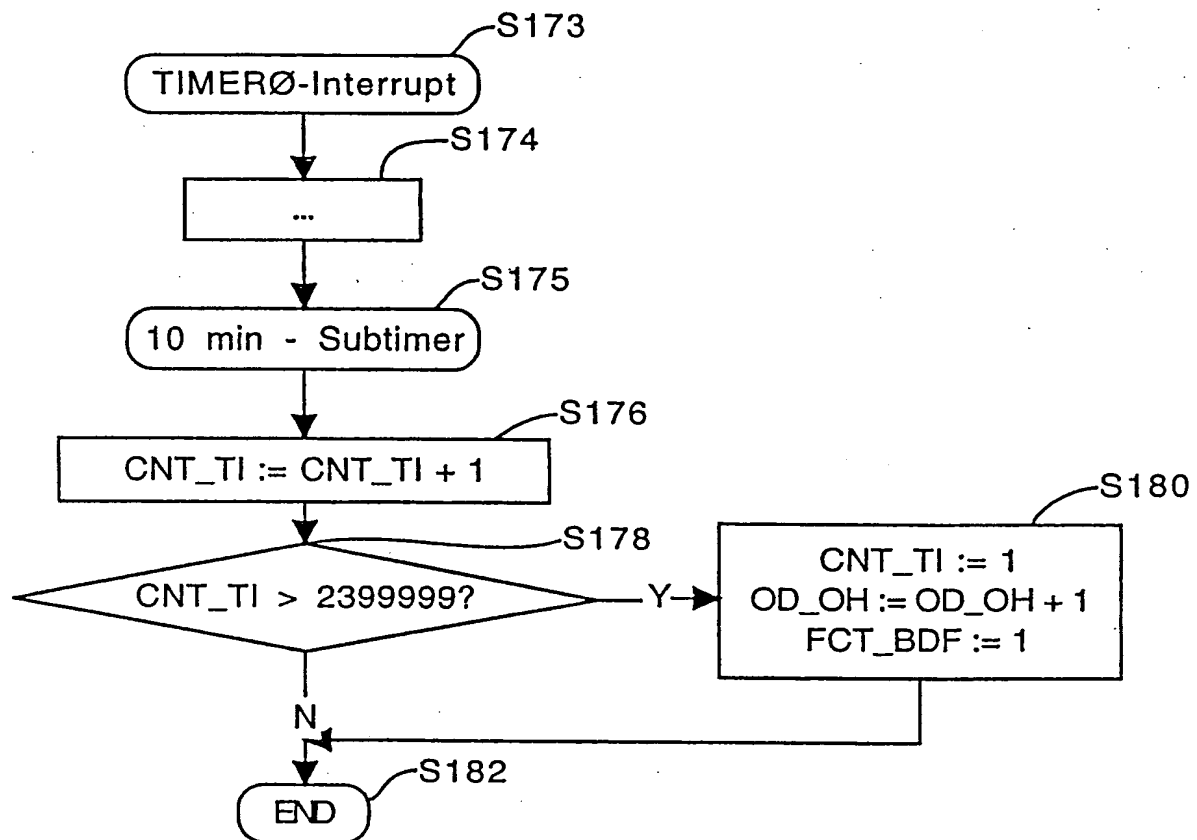 S173
TIMERØ-Interrupt
S174
...
S175
10 min - Subtimer
S176
CNT_TI := CNT_TI + 1
S178
CNT_TI > 2399999?
Y
S180
CNT_TI := 1
OD_OH := OD_OH + 1
FCT_BDF := 1
N
S182
END